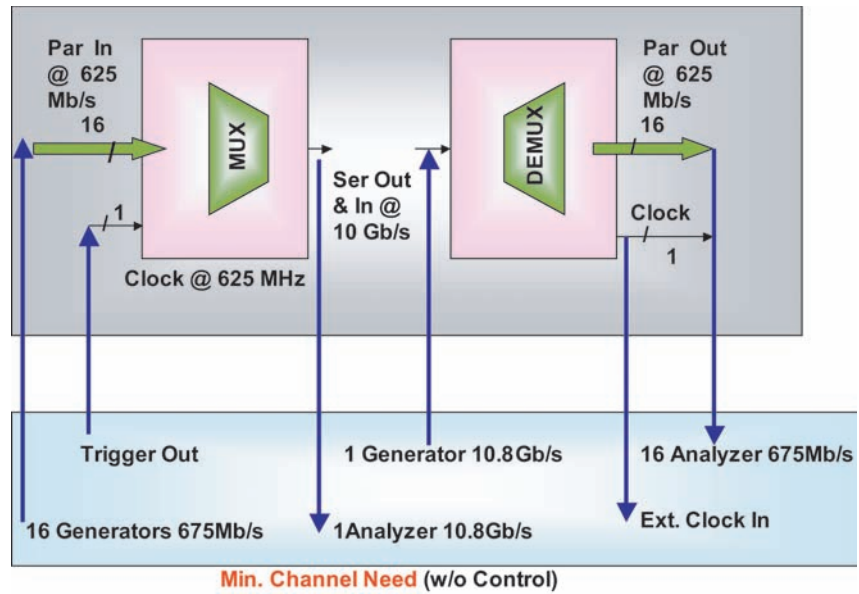 Par In
@ 625
Mb/s
16
MUX
1
Clock @ 625 MHz
Ser Out
& In @
10 Gb/s
DEMUX
Par Out
@ 625
Mb/s
16
Clock
1
Trigger Out
1 Generator 10.8Gb/s
16 Analyzer 675Mb/s
16 Generators 675Mb/s
1Analyzer 10.8Gb/s
Ext. Clock In
Min. Channel Need (w/o Control)